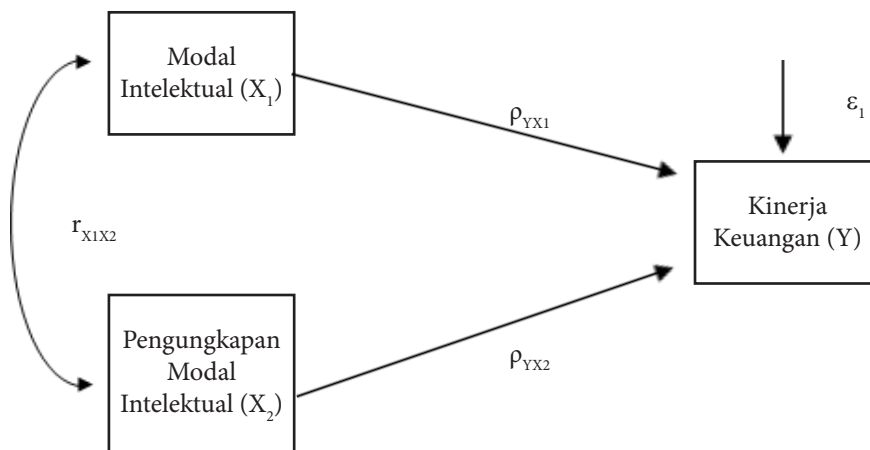 Modal
Intelektual (X₁)
ρYX1
ε₁
Kinerja
Keuangan (Y)
rX1X2
Pengungkapan
Modal
Intelektual (X₂)
ρYX2